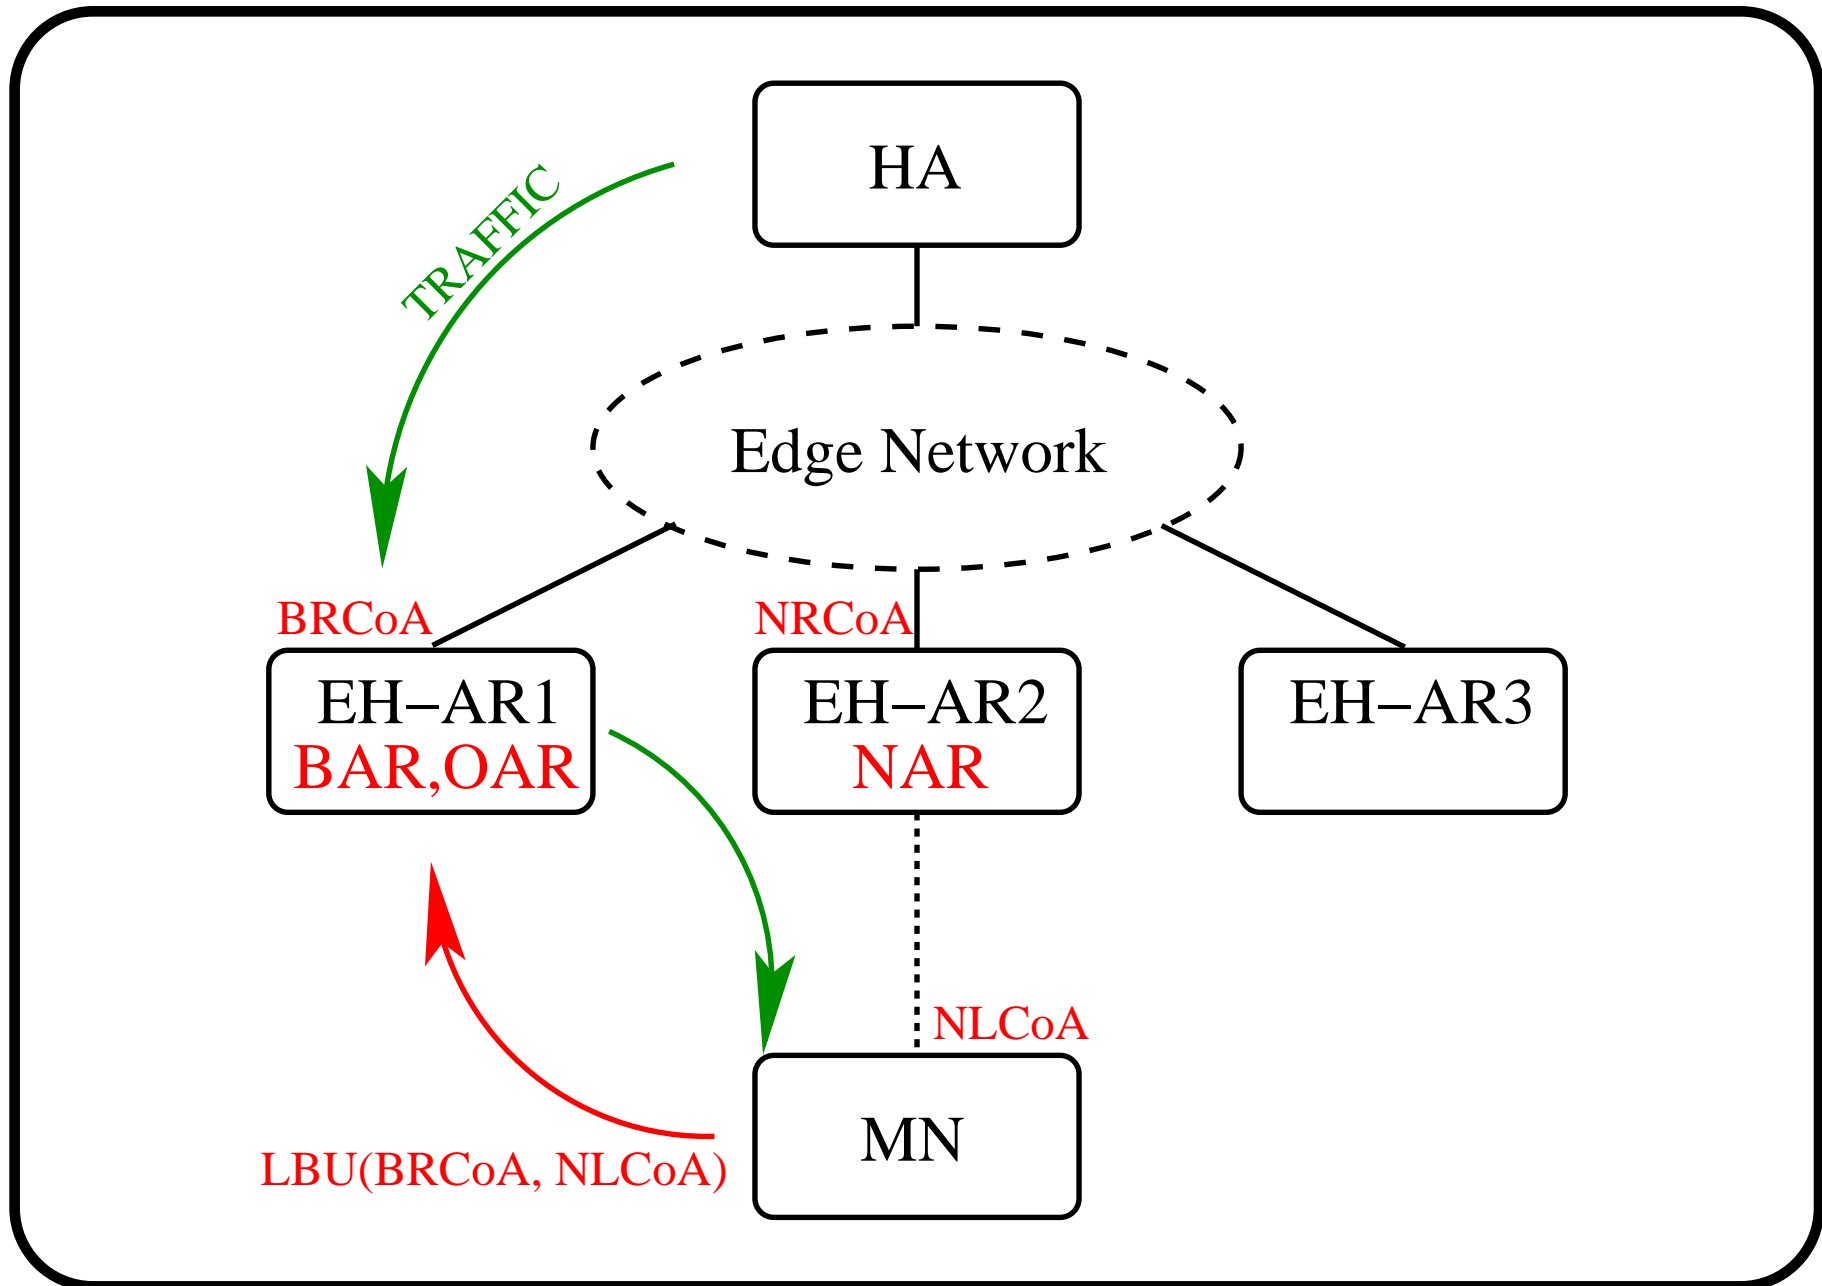 HA
TRAFFIC
Edge Network
BRCoA
NRCoA
EH–AR1
BAR,OAR
EH–AR2
NAR
EH–AR3
NLCoA
MN
LBU(BRCoA, NLCoA)